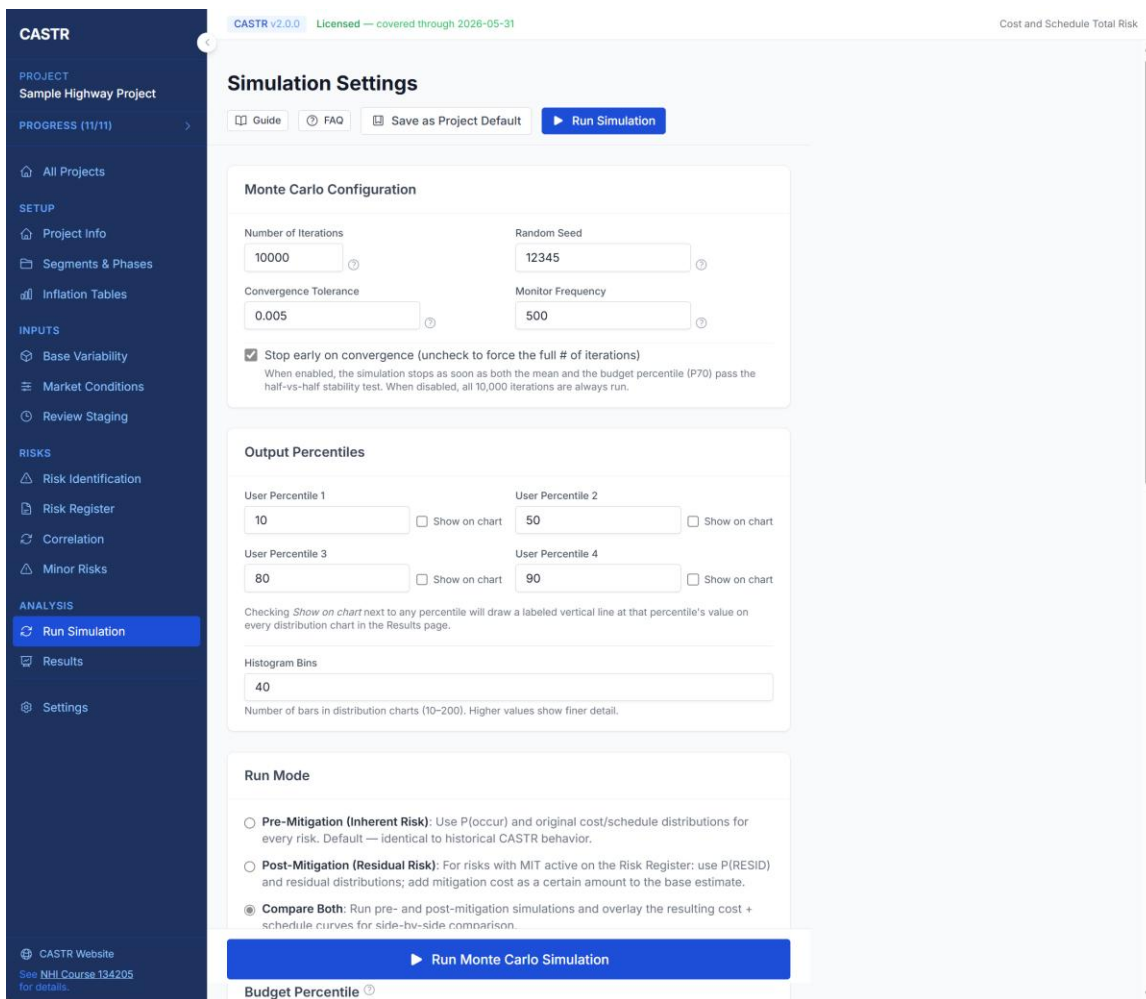 CASTR
PROJECT
Sample Highway Project
PROGRESS (11/11)
All Projects
SETUP
Project Info
Segments & Phases
Inflation Tables
INPUTS
Base Variability
Market Conditions
Review Staging
RISKS
Risk Identification
Risk Register
Correlation
Minor Risks
ANALYSIS
Run Simulation
Results
Settings
CASTR Website
See NHI Course 134205
for details.
CASTR v2.0.0 Licensed — covered through 2026-05-31
Cost and Schedule Total Risk
Simulation Settings
Guide
FAQ
Save as Project Default
Run Simulation
Monte Carlo Configuration
Number of Iterations
10000
Random Seed
12345
Convergence Tolerance
0.005
Monitor Frequency
500
Stop early on convergence (uncheck to force the full # of iterations)
When enabled, the simulation stops as soon as both the mean and the budget percentile (P70) pass the
half-vs-half stability test. When disabled, all 10,000 iterations are always run.
Output Percentiles
User Percentile 1
10
Show on chart
User Percentile 2
50
Show on chart
User Percentile 3
80
Show on chart
User Percentile 4
90
Show on chart
Checking Show on chart next to any percentile will draw a labeled vertical line at that percentile's value on
every distribution chart in the Results page.
Histogram Bins
40
Number of bars in distribution charts (10–200). Higher values show finer detail.
Run Mode
Pre-Mitigation (Inherent Risk): Use P(occur) and original cost/schedule distributions for
every risk. Default — identical to historical CASTR behavior.
Post-Mitigation (Residual Risk): For risks with MIT active on the Risk Register: use P(RESID)
and residual distributions; add mitigation cost as a certain amount to the base estimate.
Compare Both: Run pre- and post-mitigation simulations and overlay the resulting cost +
schedule curves for side-by-side comparison.
Run Monte Carlo Simulation
Budget Percentile